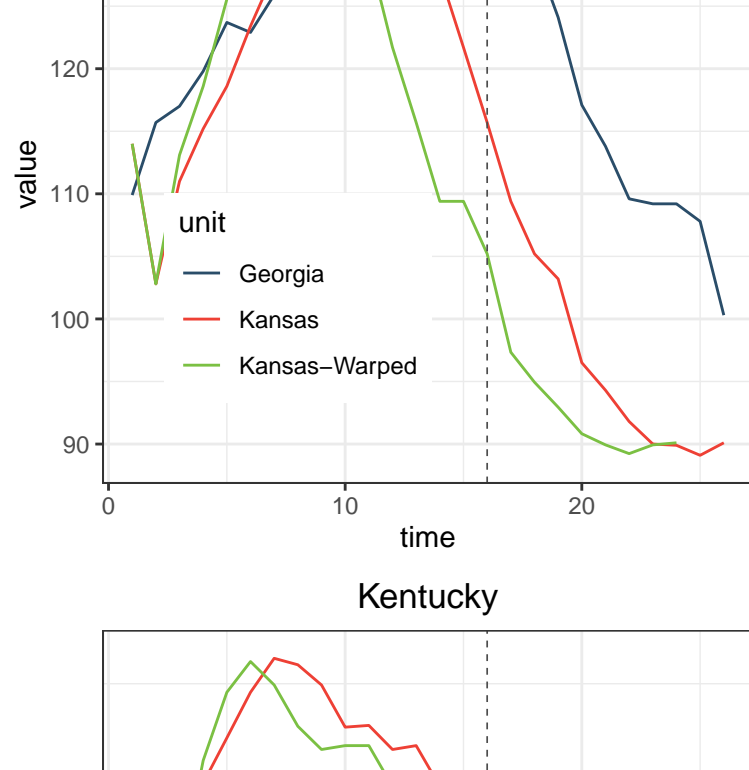 120
110
100
90
value
unit
Georgia
Kansas
Kansas−Warped
0 10 20
time
Kentucky